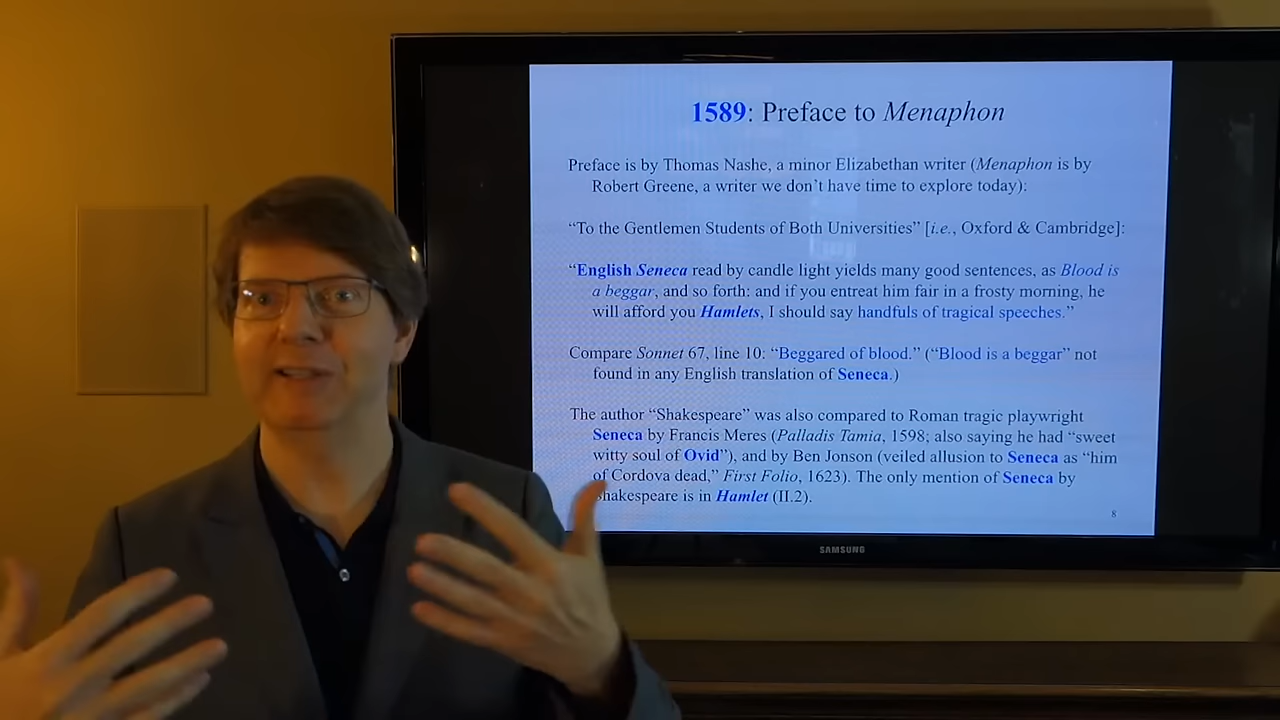 1589: Preface to Menaphon
Preface is by Thomas Nashe, a minor Elizabethan writer (Menaphon is by
Robert Greene, a writer we don't have time to explore today):
“To the Gentlemen Students of Both Universities” [i.e., Oxford & Cambridge]:
“English Seneca read by candle light yields many good sentences, as Blood is
a beggar, and so forth: and if you entreat him fair in a frosty morning, he
will afford you Hamlets, I should say handfuls of tragical speeches.”
Compare Sonnet 67, line 10: “Beggared of blood.” (“Blood is a beggar” not
found in any English translation of Seneca.)
The author “Shakespeare” was also compared to Roman tragic playwright
Seneca by Francis Meres (Palladis Tamia, 1598; also saying he had “sweet
witty soul of Ovid”), and by Ben Jonson (veiled allusion to Seneca as “him
of Cordova dead,” First Folio, 1623). The only mention of Seneca by
Shakespeare is in Hamlet (II.2).
8
SAMSUNG